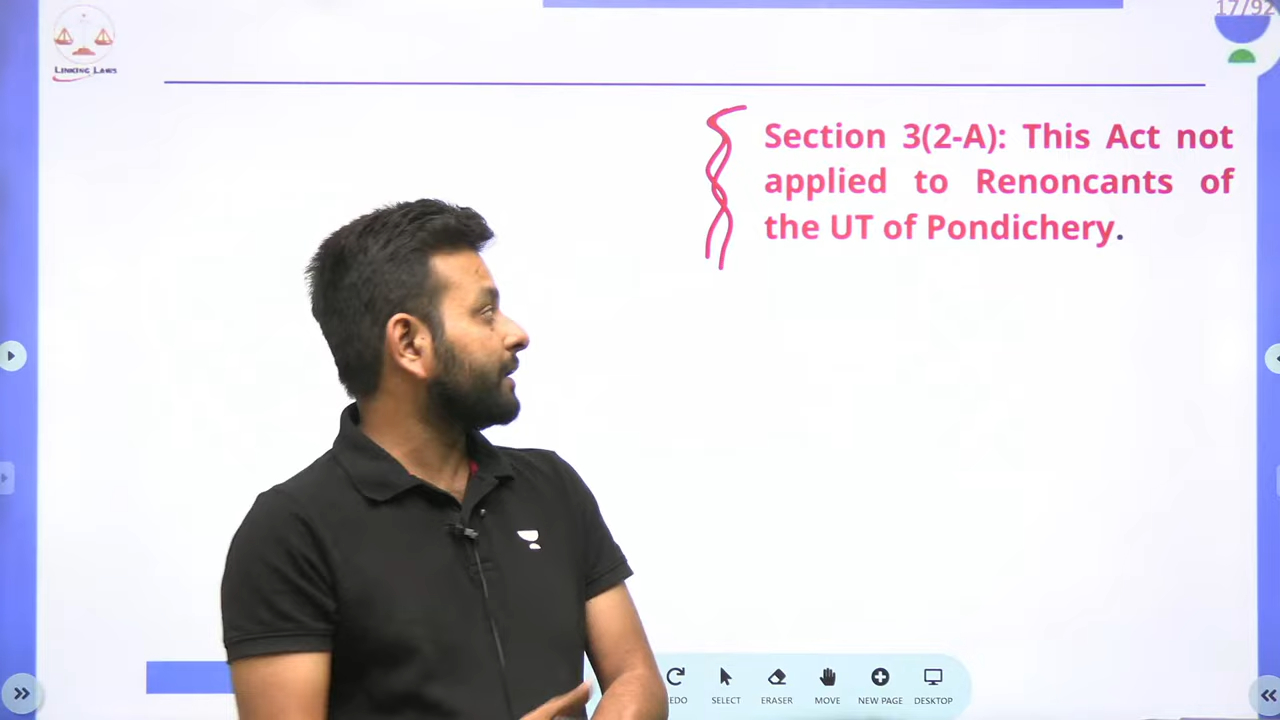 17/92
LINKING LAWS
Section 3(2-A): This Act not
applied to Renoncants of
the UT of Pondichery.
EDO
SELECT
ERASER
MOVE
NEW PAGE
DESKTOP